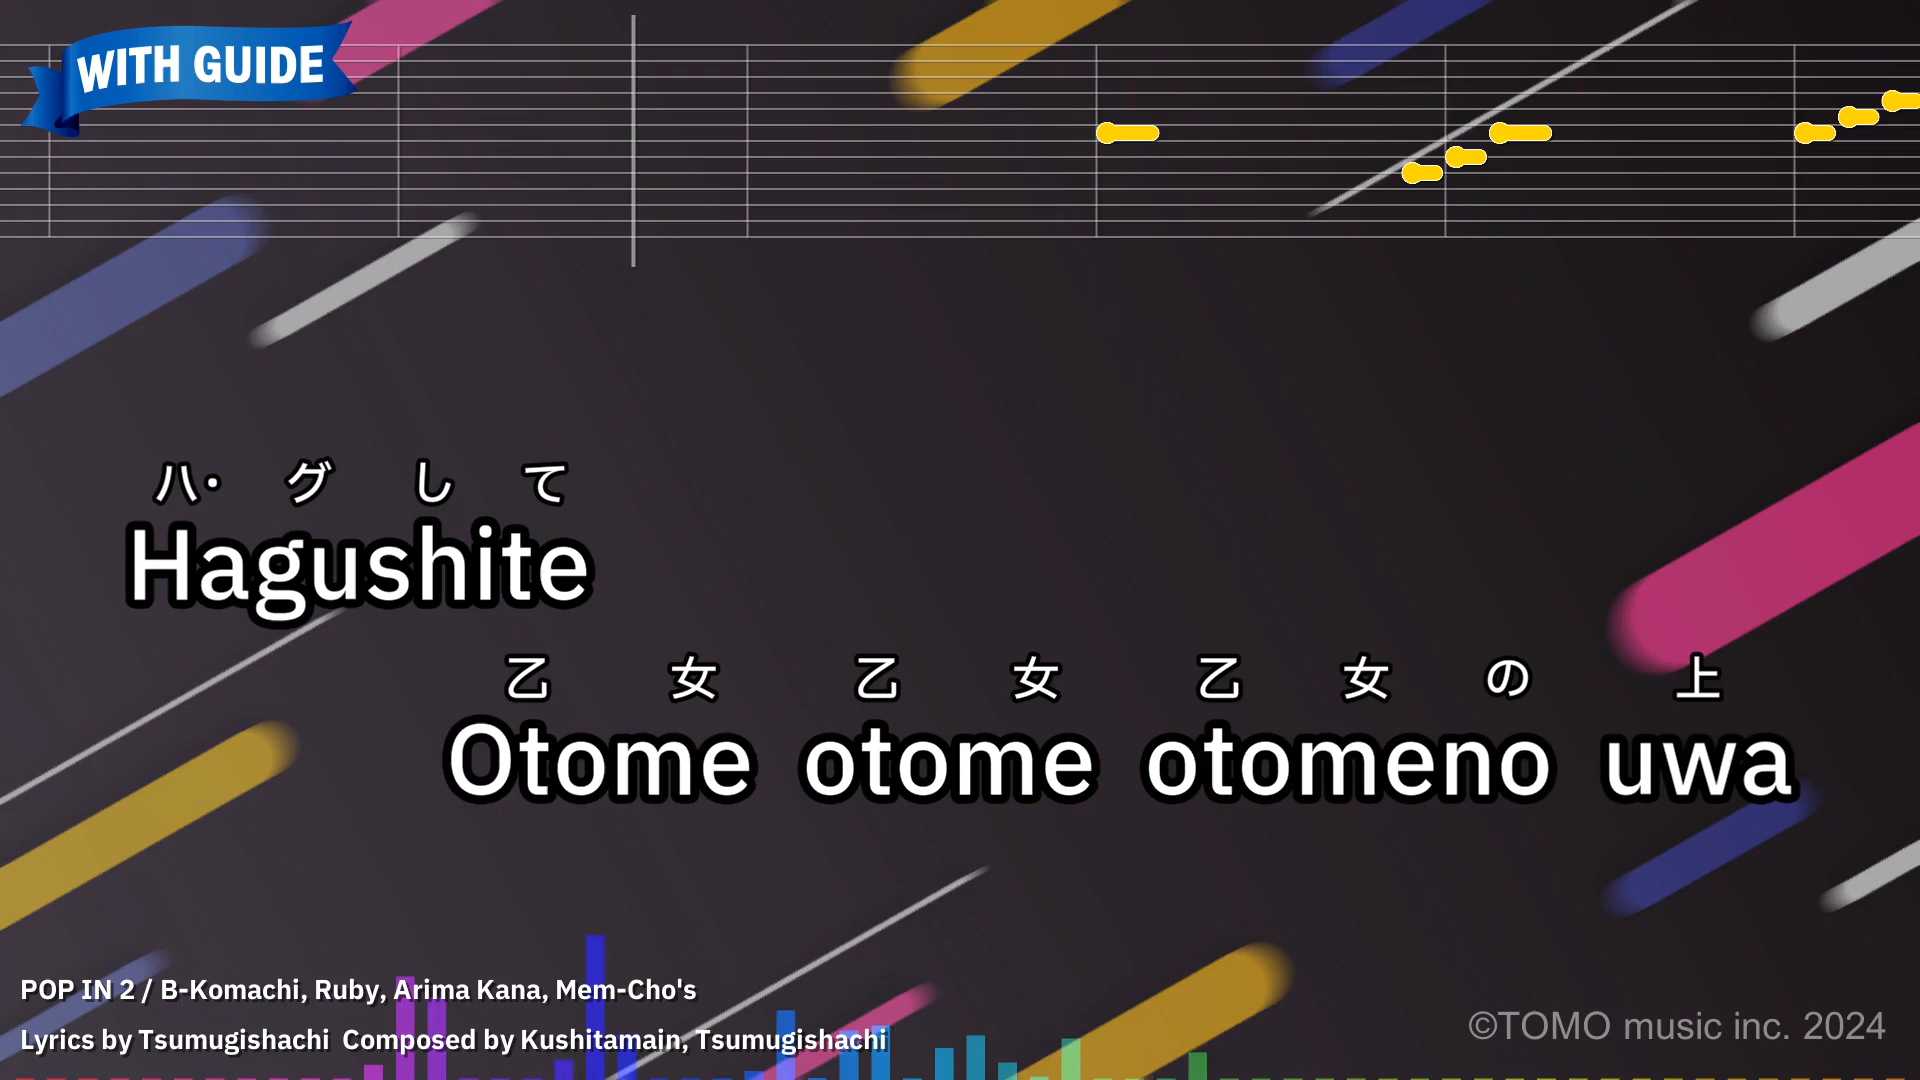 WITH GUIDE
ハ・グして
Hagushite
乙女乙女乙女の上
Otome otome otomeno uwa
POP IN 2 / B-Komachi, Ruby, Arima Kana, Mem-Cho's
Lyrics by Tsumugishachi Composed by Kushitamain, Tsumugishachi
©TOMO music inc. 2024